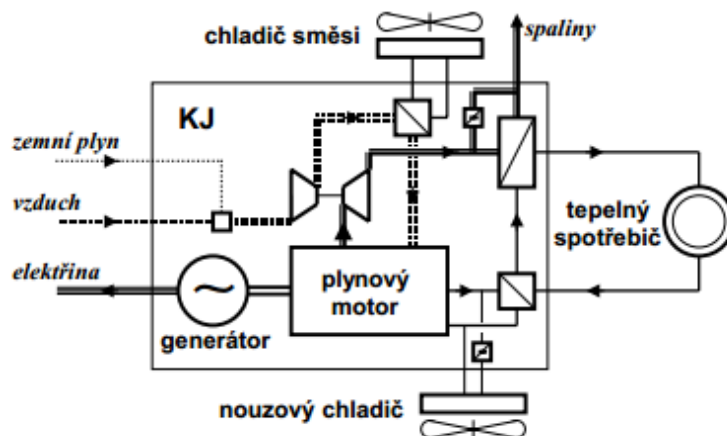 chladič směsi
spaliny
KJ
zemní plyn
vzduch
tepelný
spotřebič
elektřina
plynový
motor
~
generátor
nouzový chladič